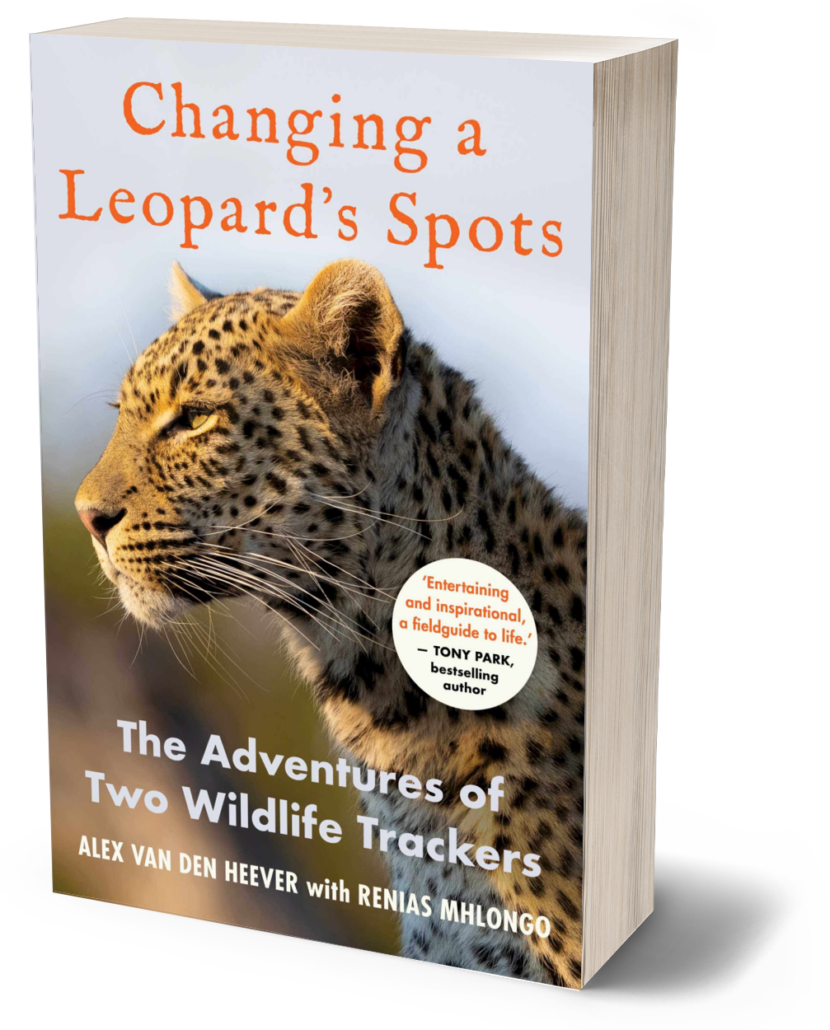 Changing a
Leopard's Spots
'Entertaining
and inspirational,
a fieldguide to life.'
— TONY PARK,
bestselling
author
The Adventures of
Two Wildlife Trackers
ALEX VAN DEN HEEVER with RENIAS MHLONGO